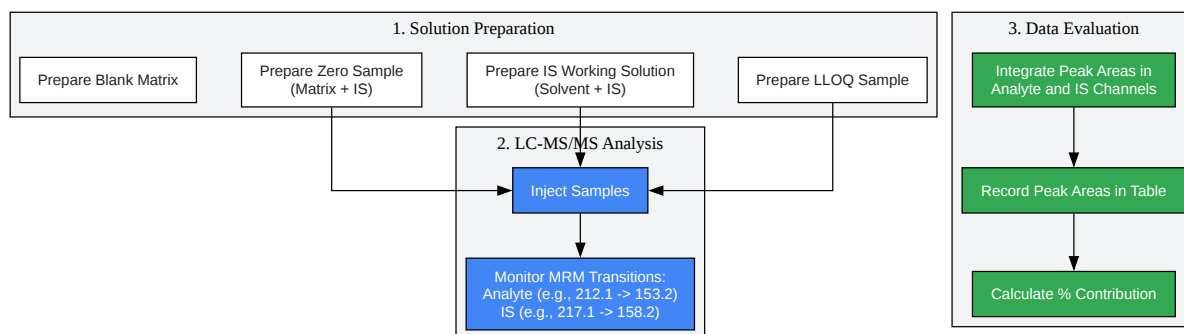 1. Solution Preparation
Prepare Blank Matrix
Prepare Zero Sample
(Matrix + IS)
Prepare IS Working Solution
(Solvent + IS)
Prepare LLOQ Sample
2. LC-MS/MS Analysis
Inject Samples
Monitor MRM Transitions:
Analyte (e.g., 212.1 -> 153.2)
IS (e.g., 217.1 -> 158.2)
3. Data Evaluation
Integrate Peak Areas in
Analyte and IS Channels
Record Peak Areas in Table
Calculate % Contribution